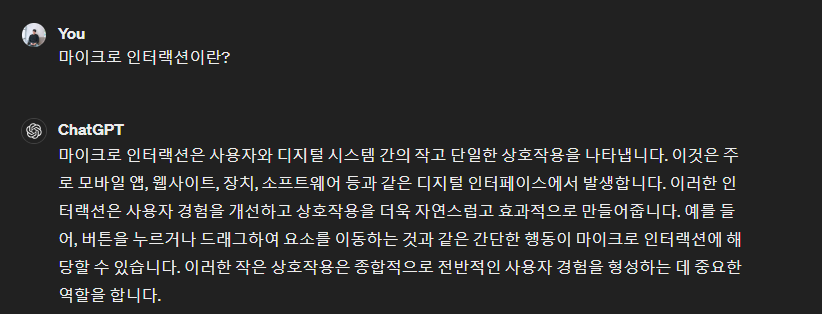 You
마이크로 인터랙션이란?
ChatGPT
마이크로 인터랙션은 사용자와 디지털 시스템 간의 작고 단일한 상호작용을 나타냅니다. 이것은 주
로 모바일 앱, 웹사이트, 장치, 소프트웨어 등과 같은 디지털 인터페이스에서 발생합니다. 이러한 인
터랙션은 사용자 경험을 개선하고 상호작용을 더욱 자연스럽고 효과적으로 만들어줍니다. 예를 들
어, 버튼을 누르거나 드래그하여 요소를 이동하는 것과 같은 간단한 행동이 마이크로 인터랙션에 해
당할 수 있습니다. 이러한 작은 상호작용은 종합적으로 전반적인 사용자 경험을 형성하는 데 중요한
역할을 합니다.